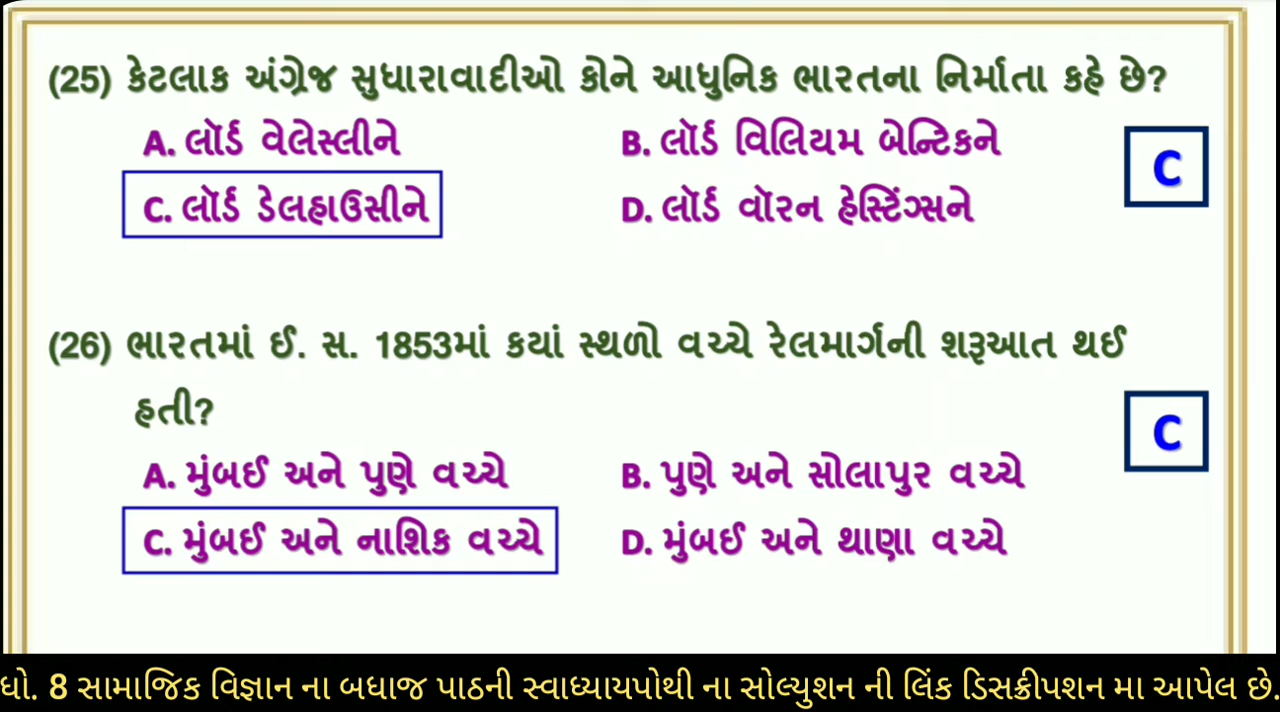 (25) કેટલાક અંગ્રેજ સુધારાવાદીઓ કોને આધુનિક ભારતના નિર્માતા કહે છે?
A. લૉર્ડ વેલેસ્લીને B. લૉર્ડ વિલિયમ બેન્ટિકને
C
C. લૉર્ડ ડેલહાઉસીને D. લૉર્ડ વૉરન હેસ્ટિંગ્સને
(26) ભારતમાં ઈ. સ. 1853માં કયાં સ્થળો વચ્ચે રેલમાર્ગની શરૂઆત થઈ
હતી?
C
A. મુંબઈ અને પુણે વચ્ચે B. પુણે અને સોલાપુર વચ્ચે
C. મુંબઈ અને નાશિક વચ્ચે D. મુંબઈ અને થાણા વચ્ચે
ધો. 8 સામાજિક વિજ્ઞાન ના બધાજ પાઠની સ્વાધ્યાયપોથી ના સોલ્યુશન ની લિંક ડિસક્રીપશન મા આપેલ છે.